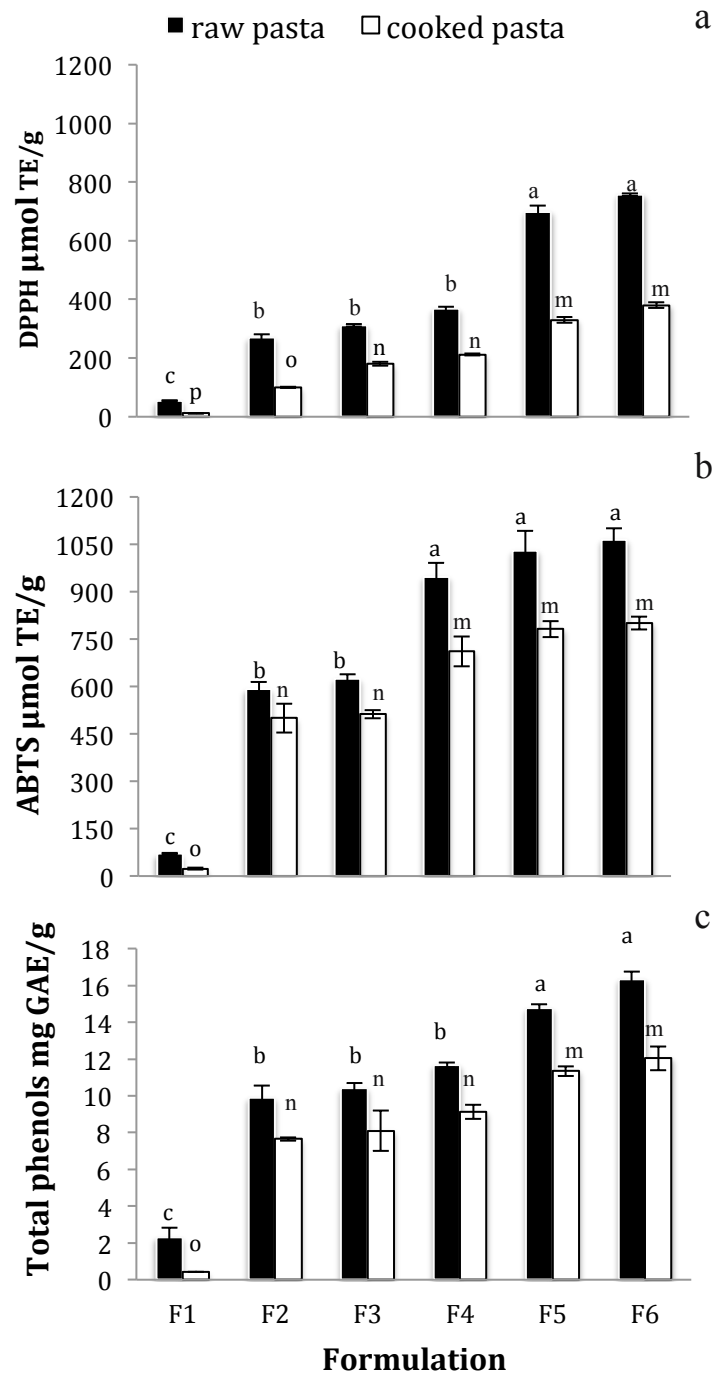 a
■ raw pasta □ cooked pasta
DPPH µmol TE/g
1200
1000
800
600
400
200
0
c p b o b n b n a m a m
b
ABTS µmol TE/g
1200
1050
900
750
600
450
300
150
0
c o b n b n a m a m a m
c
Total phenols mg GAE/g
18
16
14
12
10
8
6
4
2
0
c o b n b n b n a m a m
F1 F2 F3 F4 F5 F6
Formulation